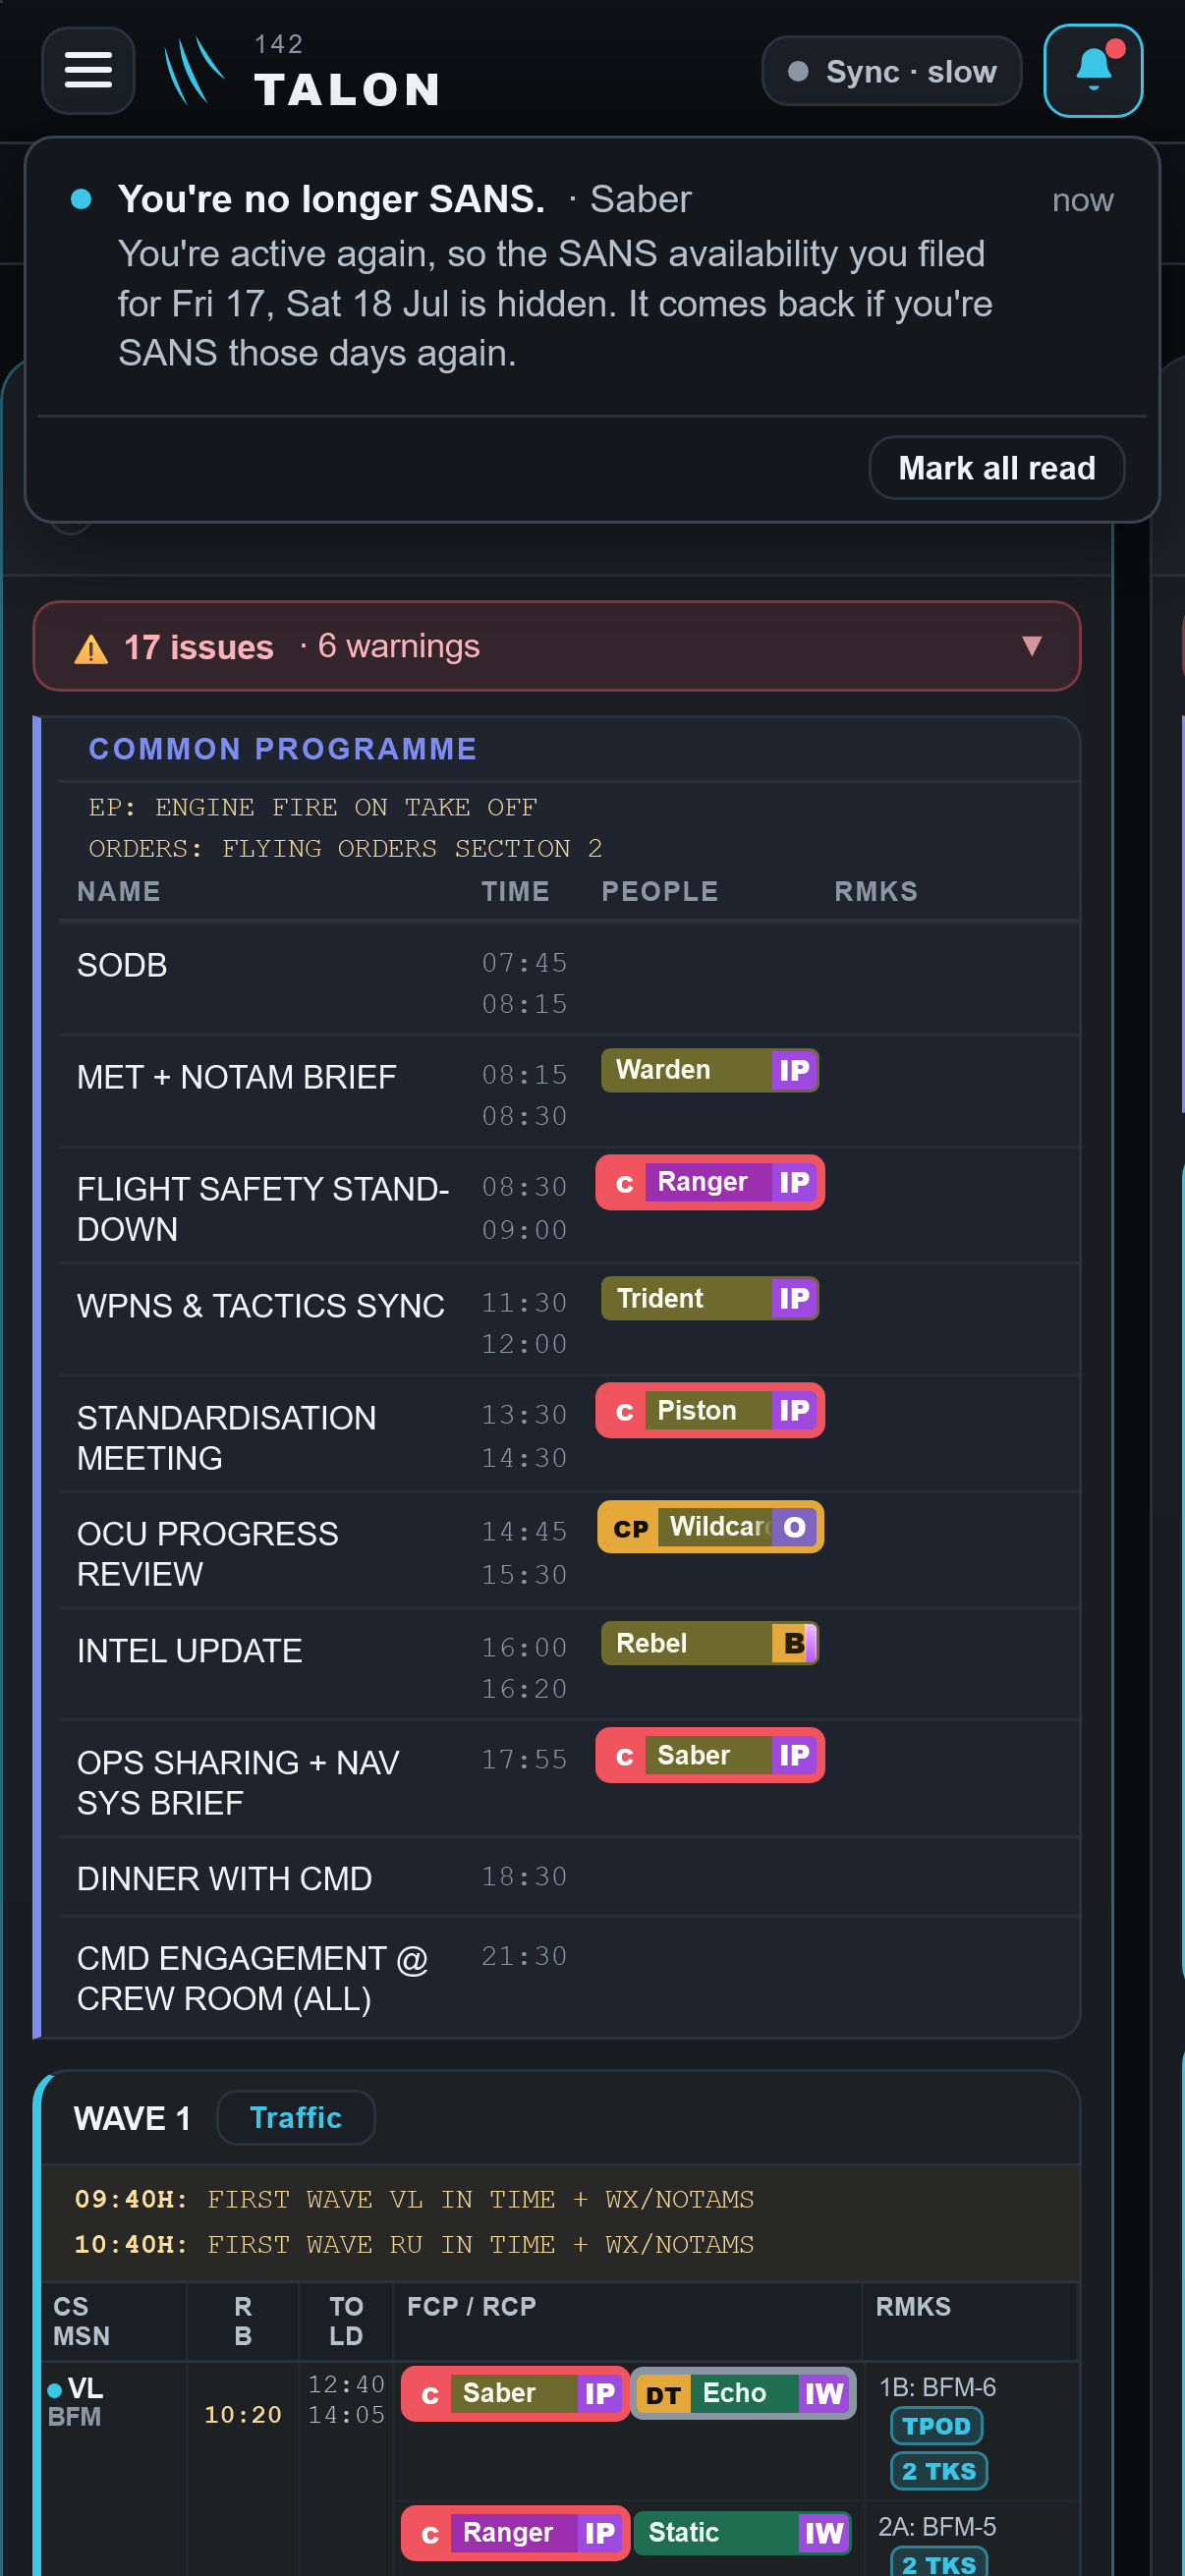 142
TALON
Sync · slow
You're no longer SANS. · Saber now
You're active again, so the SANS availability you filed
for Fri 17, Sat 18 Jul is hidden. It comes back if you're
SANS those days again.
Mark all read
17 issues · 6 warnings
COMMON PROGRAMME
EP: ENGINE FIRE ON TAKE OFF
ORDERS: FLYING ORDERS SECTION 2
NAME TIME PEOPLE RMKS
SODB 07:45
08:15
MET + NOTAM BRIEF 08:15 Warden IP
08:30
FLIGHT SAFETY STAND- 08:30 C Ranger IP
DOWN 09:00
WPNS & TACTICS SYNC 11:30 Trident IP
12:00
STANDARDISATION 13:30 C Piston IP
MEETING 14:30
OCU PROGRESS 14:45 CP Wildcar O
REVIEW 15:30
INTEL UPDATE 16:00 Rebel B
16:20
OPS SHARING + NAV 17:55 C Saber IP
SYS BRIEF
DINNER WITH CMD 18:30
CMD ENGAGEMENT @ 21:30
CREW ROOM (ALL)
WAVE 1 Traffic
09:40H: FIRST WAVE VL IN TIME + WX/NOTAMS
10:40H: FIRST WAVE RU IN TIME + WX/NOTAMS
CS R TO FCP / RCP RMKS
MSN B LD
VL 12:40 C Saber IP DT Echo IW 1B: BFM-6
BFM 10:20 14:05 TPOD
2 TKS
C Ranger IP Static IW 2A: BFM-5
2 TKS